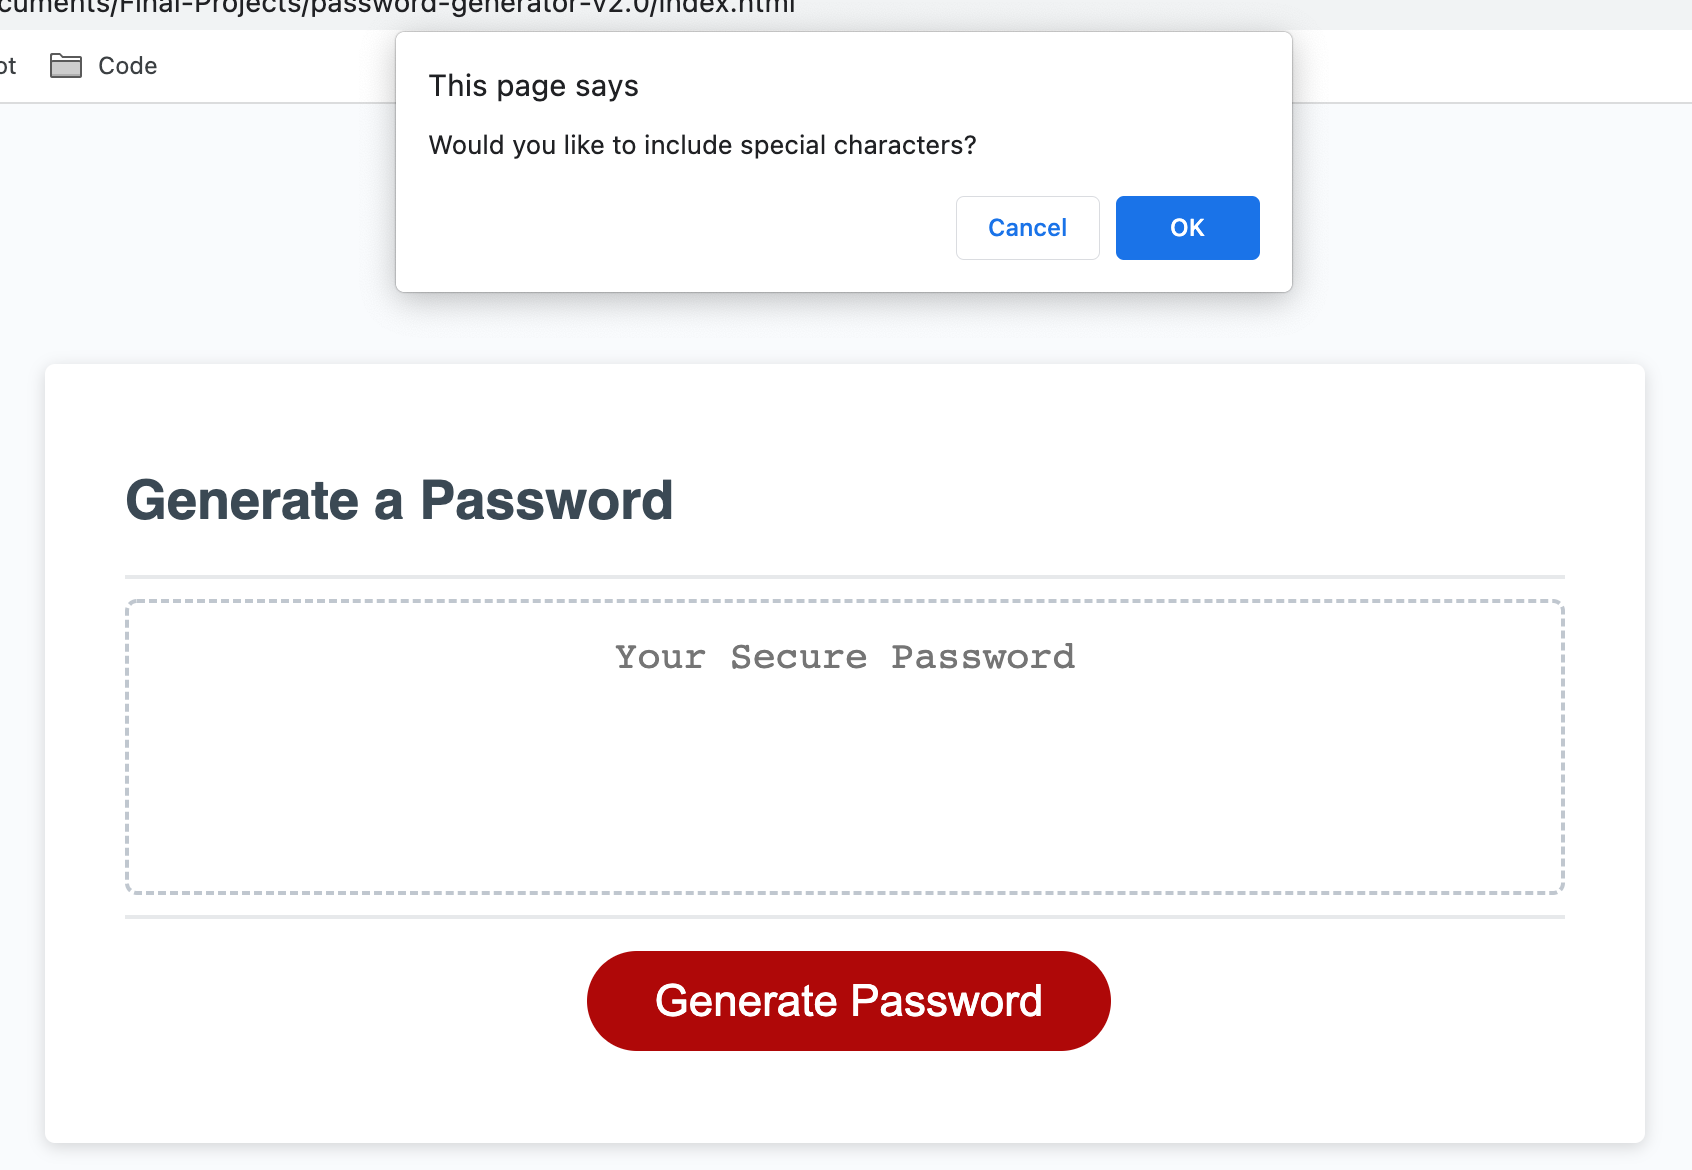 cuments/Final-Projects/password-generator-v2.0/index.html
ot Code
This page says
Would you like to include special characters?
Cancel OK
Generate a Password
Your Secure Password
Generate Password